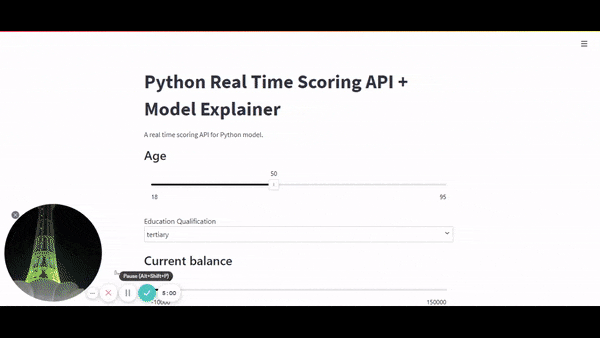 Python Real Time Scoring API +
Model Explainer
A real time scoring API for Python model.
Age
50
18 95
Education Qualification
tertiary
Current balance
-10000 150000
Pause (Alt+Shift+P)
8:00